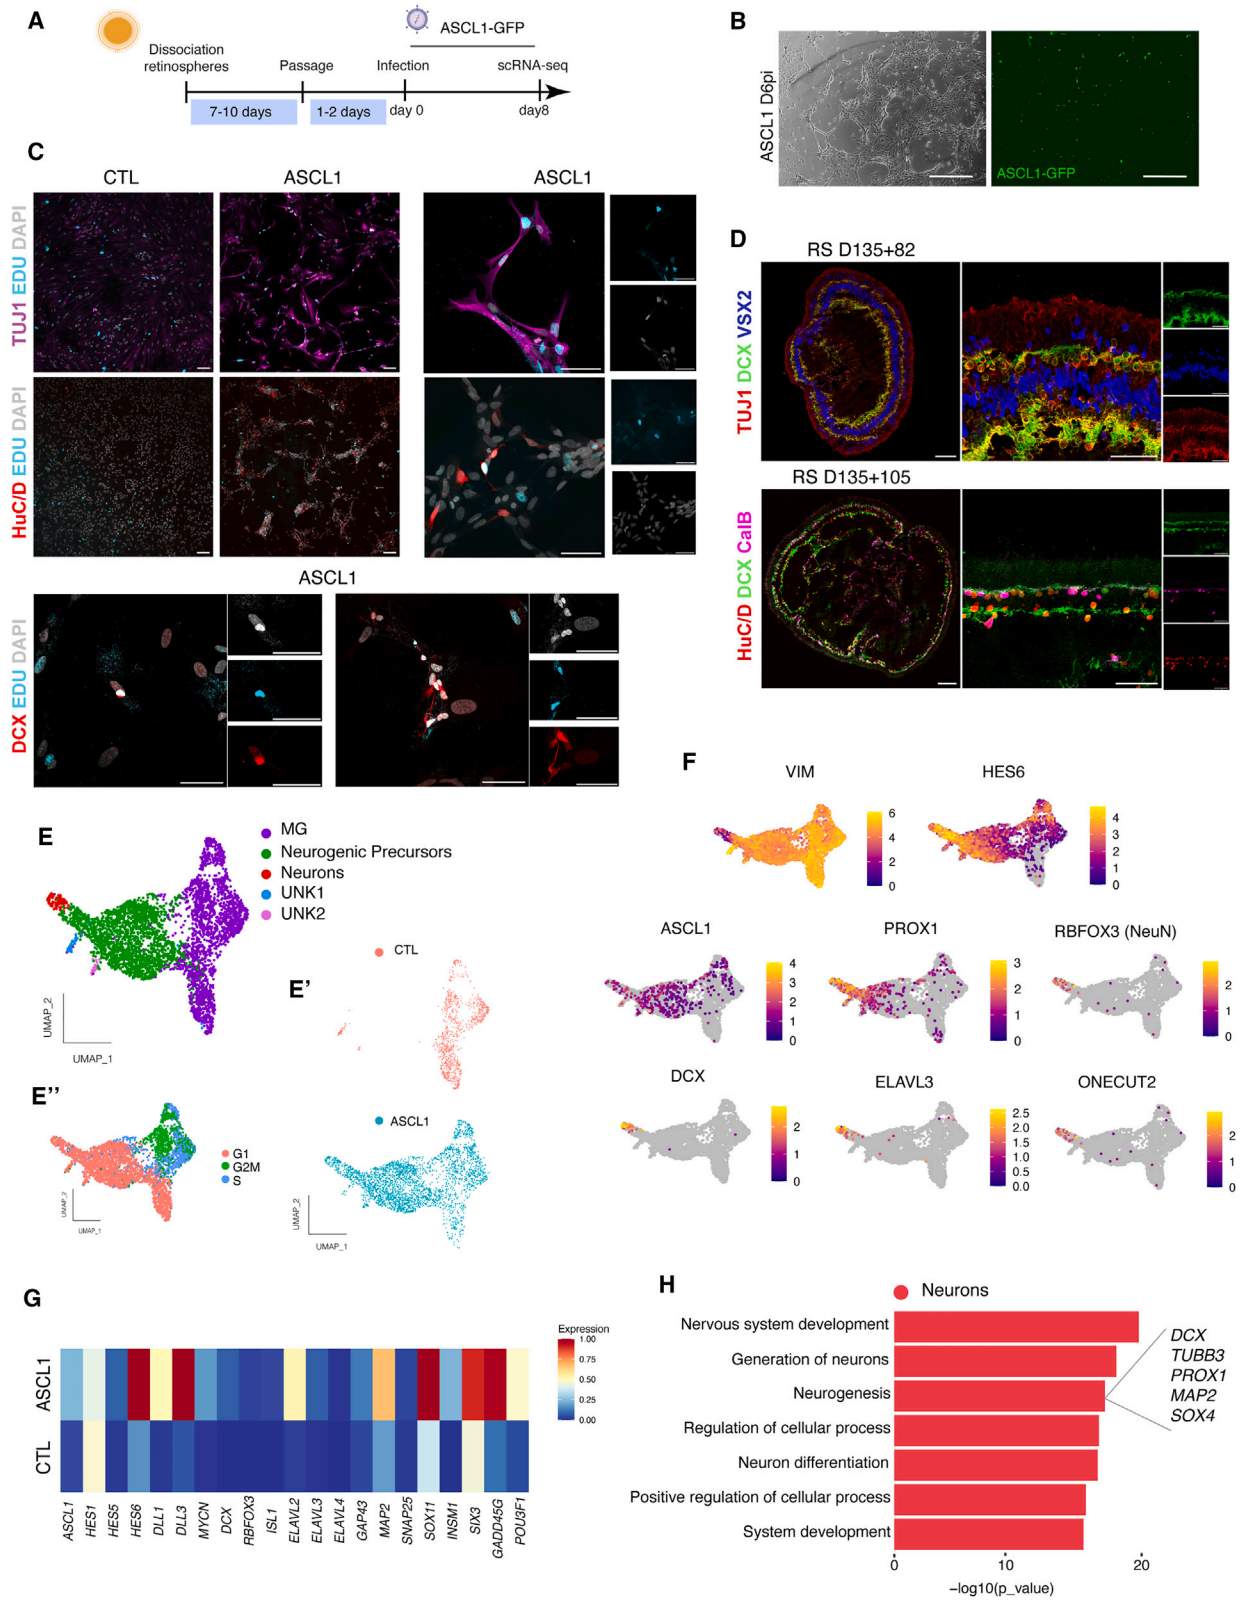 A
Dissociation
retinospheres
Passage
Infection
ASCL1-GFP
scRNA-seq
7-10 days
1-2 days
day 0
day8
B
ASCL1 D6pi
ASCL1-GFP
C
CTL
ASCL1
ASCL1
TUJ1 EDU DAPI
HuC/D EDU DAPI
ASCL1
DCX EDU DAPI
D
RS D135+82
TUJ1 DCX VSX2
RS D135+105
HuC/D DCX CalB
E
MG
Neurogenic Precursors
Neurons
UNK1
UNK2
UMAP_2
UMAP_1
E'
CTL
ASCL1
UMAP_2
UMAP_1
E''
G1
G2M
S
UMAP_2
UMAP_1
F
VIM
6
4
2
0
HES6
4
3
2
1
0
ASCL1
4
3
2
1
0
PROX1
3
2
1
0
RBFOX3 (NeuN)
2
1
0
DCX
2
1
0
ELAVL3
2.5
2.0
1.5
1.0
0.5
0.0
ONECUT2
2
1
0
G
Expression
1.00
0.75
0.50
0.25
0.00
ASCL1
CTL
ASCL1
HES1
HES5
HES6
DLL1
DLL3
MYCN
DCX
RBFOX3
ISL1
ELAVL2
ELAVL3
ELAVL4
GAP43
MAP2
SNAP25
SOX11
INSM1
SIX3
GADD45G
POU3F1
H
Neurons
Nervous system development
Generation of neurons
Neurogenesis
Regulation of cellular process
Neuron differentiation
Positive regulation of cellular process
System development
DCX
TUBB3
PROX1
MAP2
SOX4
0
10
20
−log10(p_value)